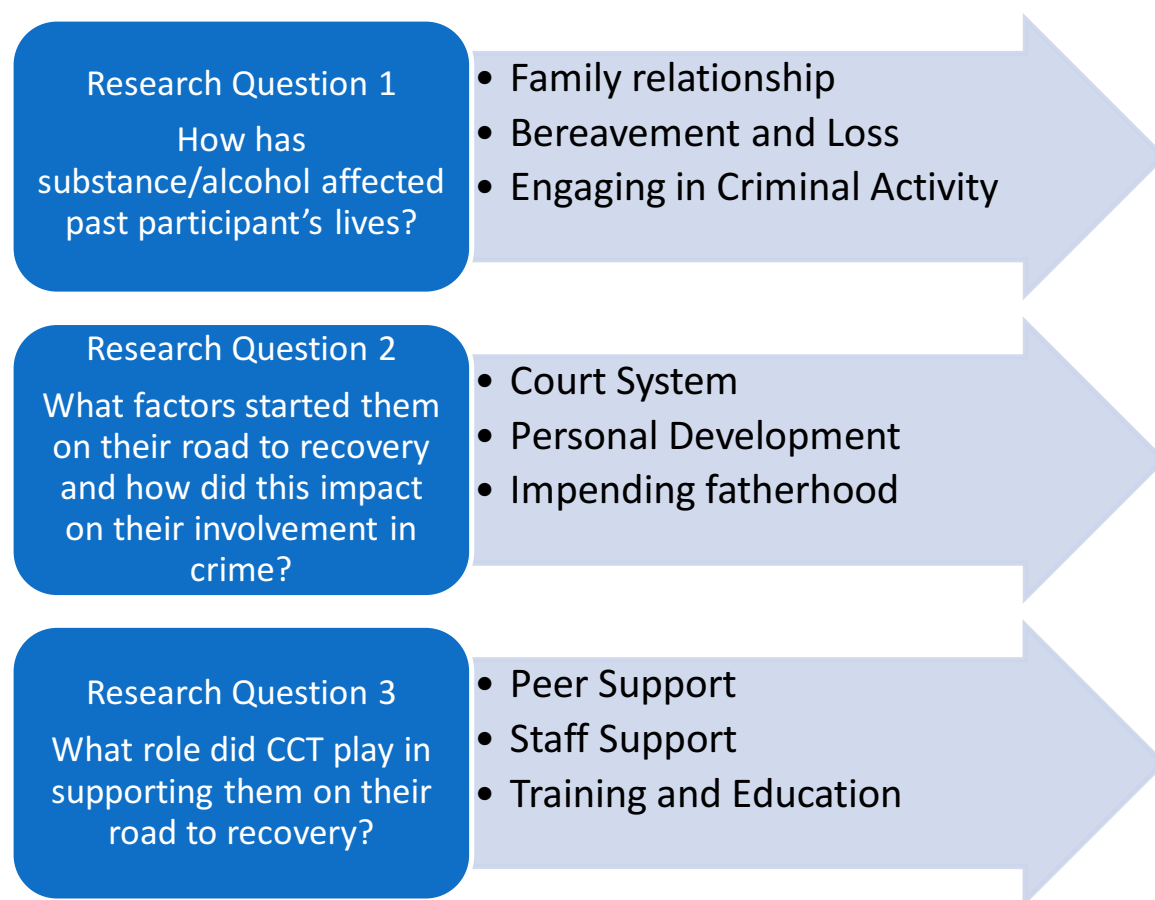 Research Question 1
How has
substance/alcohol affected
past participant’s lives?
• Family relationship
• Bereavement and Loss
• Engaging in Criminal Activity
Research Question 2
What factors started them
on their road to recovery
and how did this impact
on their involvement in
crime?
• Court System
• Personal Development
• Impending fatherhood
Research Question 3
What role did CCT play in
supporting them on their
road to recovery?
• Peer Support
• Staff Support
• Training and Education